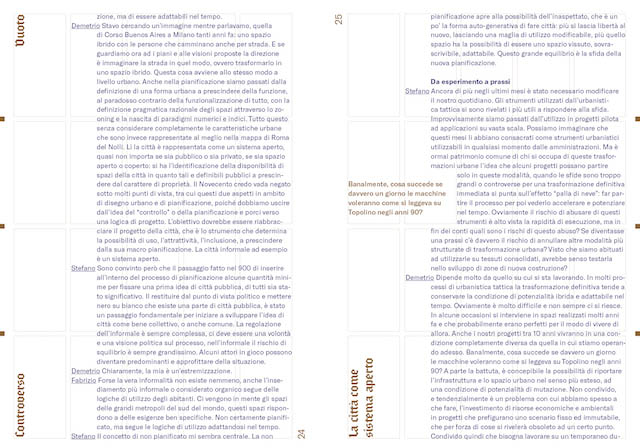 Vuoto
zione, ma di essere adattabili nel tempo.
Demetrio Stavo cercando un'immagine mentre parlavamo, quella
di Corso Buenos Aires a Milano tanti anni fa: uno spazio
ibrido con le persone che camminano anche per strada. E se
guardiamo ora ad i piani e alle visioni proposte la direzione
è immaginare la strada in quel modo, ovvero trasformarlo in
uno spazio ibrido. Questa cosa avviene allo stesso modo a
livello urbano. Anche nella pianificazione siamo passati dalla
definizione di una forma urbana a prescindere della funzione,
al paradosso contrario della funzionalizzazione di tutto, con la
definizione pragmatica razionale degli spazi attraverso lo zo-
oning e la nascita di paradigmi numerici e indici. Tutto questo
senza considerare completamente le caratteristiche urbane
che sono invece rappresentate al meglio nella mappa di Roma
del Nolli. Li la città è rappresentata come un sistema aperto,
quasi non importa se sia pubblico o sia privato, se sia spazio
aperto o coperto: si ha l'identificazione della disponibilità di
spazi della città in quanto tali e definibili pubblici a prescin-
dere dal carattere di proprietà. Il Novecento credo vada negato
sotto molti punti di vista, tra cui questi due aspetti in ambito
di disegno urbano e di pianificazione, poiché dobbiamo uscire
dall'idea del "controllo" o della pianificazione e porci verso
una logica di progetto. L'obiettivo dovrebbe essere riabbrac-
ciare il progetto della città, che è lo strumento che determina
la possibilità di uso, l'attrattività, l'inclusione, a prescindere
dalla sua macro pianificazione. La città informale ad esempio
è un sistema aperto.
Stefano Sono convinto però che il passaggio fatto nel 900 di inserire
all'interno del processo di pianificazione alcune quantità mini-
me per fissare una prima idea di città pubblica, di tutti sia sta-
to significativo. Il restituire dal punto di vista politico e mettere
nero su bianco che esiste una parte di città pubblica, è stato
un passaggio fondamentale per iniziare a sviluppare l'idea di
città come bene collettivo, o anche comune. La regolazione
dell'informale è sempre complessa, ci deve essere una volontà
e una visione politica sul processo, nell'informale il rischio di
squilibrio è sempre grandissimo. Alcuni attori in gioco possono
diventare predominanti e approfittare della situazione.
Demetrio Chiaramente, la mia è un'estremizzazione.
Fabrizio Forse la vera informalità non esiste nemmeno, anche l'inse-
diamento più informale o considerato organico segue delle
logiche di utilizzo degli abitanti. Ci vengono in mente gli spazi
delle grandi metropoli del sud del mondo, questi spazi rispon-
dono a delle esigenze ben specifiche. Non certamente pianifi-
cato, ma segue le logiche di utilizzo adattandosi nel tempo.
Stefano Il concetto di non pianificato mi sembra centrale. La non
Controverso
24
25
pianificazione apre alla possibilità dell'inaspettato, che è un
po' la forma auto-generativa di fare città: più si lascia libertà al
nuovo, lasciando una maglia di utilizzo modificabile, più quello
spazio ha la possibilità di essere uno spazio vissuto, sovra-
scrivibile, adattabile. Questo grande equilibrio è la sfida della
nuova pianificazione.
Da esperimento a prassi
Stefano Ancora di più negli ultimi mesi è stato necessario modificare
il nostro quotidiano. Gli strumenti utilizzati dall'urbanisti-
ca tattica si sono rivelati i più utili a rispondere alla sfida.
Improvvisamente siamo passati dall'utilizzo in progetti pilota
ad applicazioni su vasta scala. Possiamo immaginare che
questi mesi li abbiano consacrati come strumenti urbanistici
utilizzabili in qualsiasi momento dalle amministrazioni. Ma è
ormai patrimonio comune di chi si occupa di queste trasfor-
mazioni urbane l'idea che alcuni progetti possano partire
solo in queste modalità, quando le sfide sono troppo
grandi o controverse per una trasformazione definitiva
immediata si punta sull'effetto "palla di neve": far par-
tire il processo per poi vederlo accelerare e potenziare
nel tempo. Ovviamente il rischio di abusare di questi
strumenti è alto vista la rapidità di esecuzione, ma in
fin dei conti quali sono i rischi di questo abuso? Se diventasse
una prassi c'è davvero il rischio di annullare altre modalità più
strutturate di trasformazione urbana? Visto che siamo abituati
ad utilizzarle su tessuti consolidati, avrebbe senso testarla
nello sviluppo di zone di nuova costruzione?
Banalmente, cosa succede se
davvero un giorno le macchine
voleranno come si leggeva su
Topolino negli anni 90?
Demetrio Dipende molto da quello su cui si sta lavorando. In molti pro-
cessi di urbanistica tattica la trasformazione definitiva tende a
conservare la condizione di potenzialità ibrida e adattabile nel
tempo. Ovviamente è molto difficile e non sempre ci si riesce.
In alcune occasioni si interviene in spazi realizzati molti anni
fa e che probabilmente erano perfetti per il modo di vivere di
allora. Anche i nostri progetti tra 10 anni vivranno in una con-
dizione completamente diversa da quella in cui stiamo operan-
do adesso. Banalmente, cosa succede se davvero un giorno
le macchine voleranno come si leggeva su Topolino negli anni
90? A parte la battuta, è concepibile la possibilità di riportare
l'infrastruttura e lo spazio urbano nel senso più esteso, ad
una condizione di potenzialità di mutazione. Non condivido,
e tendenzialmente è un problema con cui abbiamo spesso a
che fare, l'investimento di risorse economiche e ambientali
in progetti che prefigurano uno scenario fisso ed immutabile,
che per forza di cose si rivelerà obsoleto ad un certo punto.
Condivido quindi che bisogna lavorare su un temporaneo du-
La città come
sistema aperto